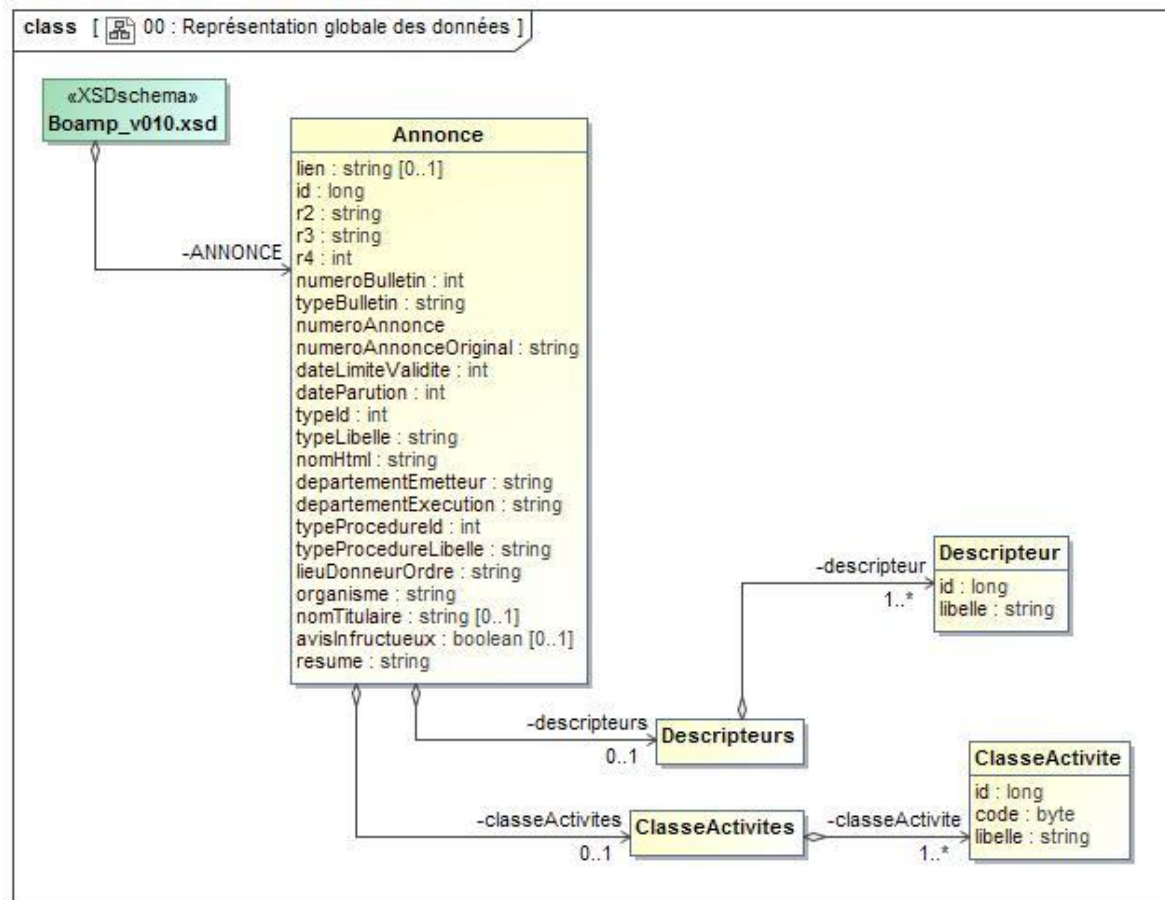 class [ 00 : Représentation globale des données ]
«XSDschema»
Boamp_v010.xsd
-ANNONCE
Annonce
lien : string [0..1]
id : long
r2 : string
r3 : string
r4 : int
numeroBulletin : int
typeBulletin : string
numeroAnnonce
numeroAnnonceOriginal : string
dateLimiteValidite : int
dateParution : int
typeId : int
typeLibelle : string
nomHtml : string
departementEmetteur : string
departementExecution : string
typeProcedureId : int
typeProcedureLibelle : string
lieuDonneurOrdre : string
organisme : string
nomTitulaire : string [0..1]
avisInfructueux : boolean [0..1]
resume : string
-descripteur
1..*
Descripteur
id : long
libelle : string
-descripteurs
0..1
Descripteurs
-classeActivites
0..1
ClasseActivites
-classeActivite
1..*
ClasseActivite
id : long
code : byte
libelle : string